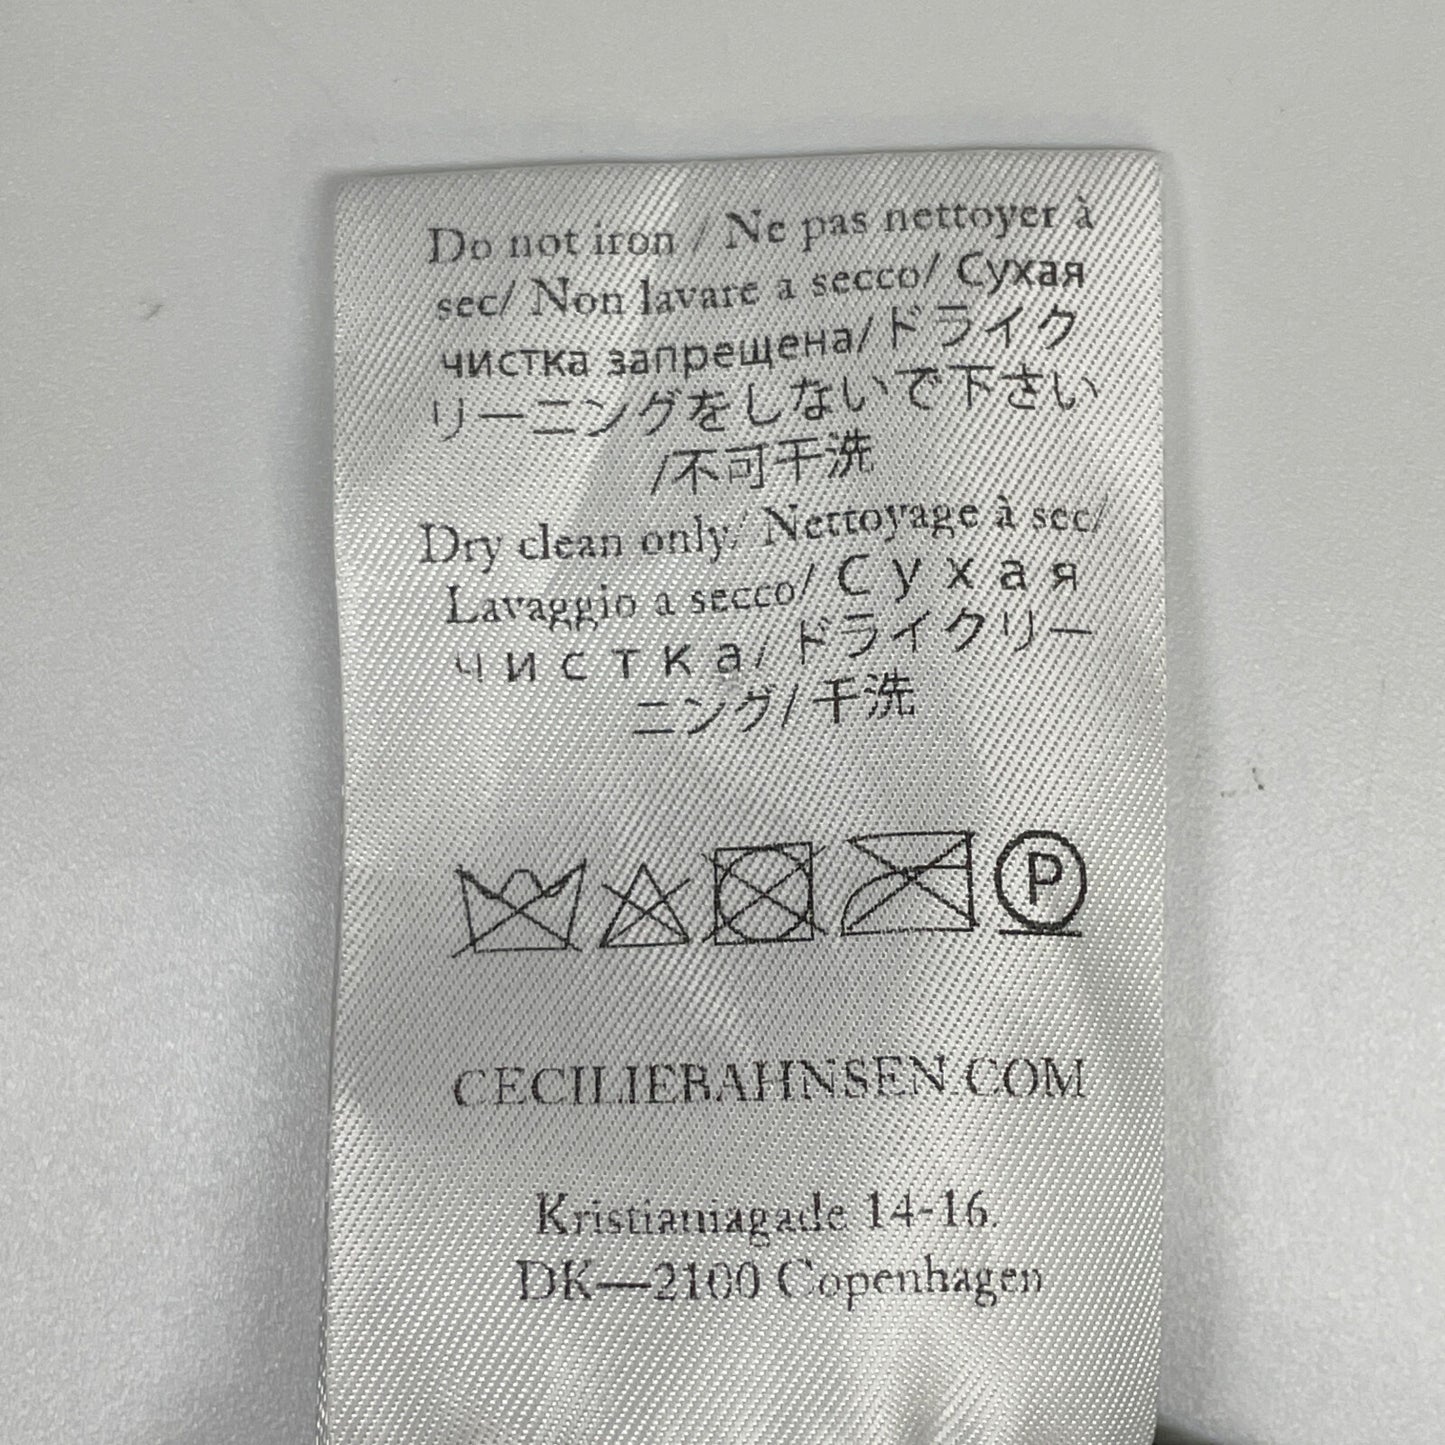 Do not iron / Ne pas nettoyer à
sec/ Non lavare a secco/ Сухая
чистка запрещена/ドライク
リーニングをしないで下さい
/不可干洗
Dry clean only/ Nettoyage à sec/
Lavaggio a secco/ Сухая
чистка/ ドライクリー
ニング/干洗
P
CECILIEBAHNSEN.COM
Kristianiagade 14-16.
DK—2100 Copenhagen